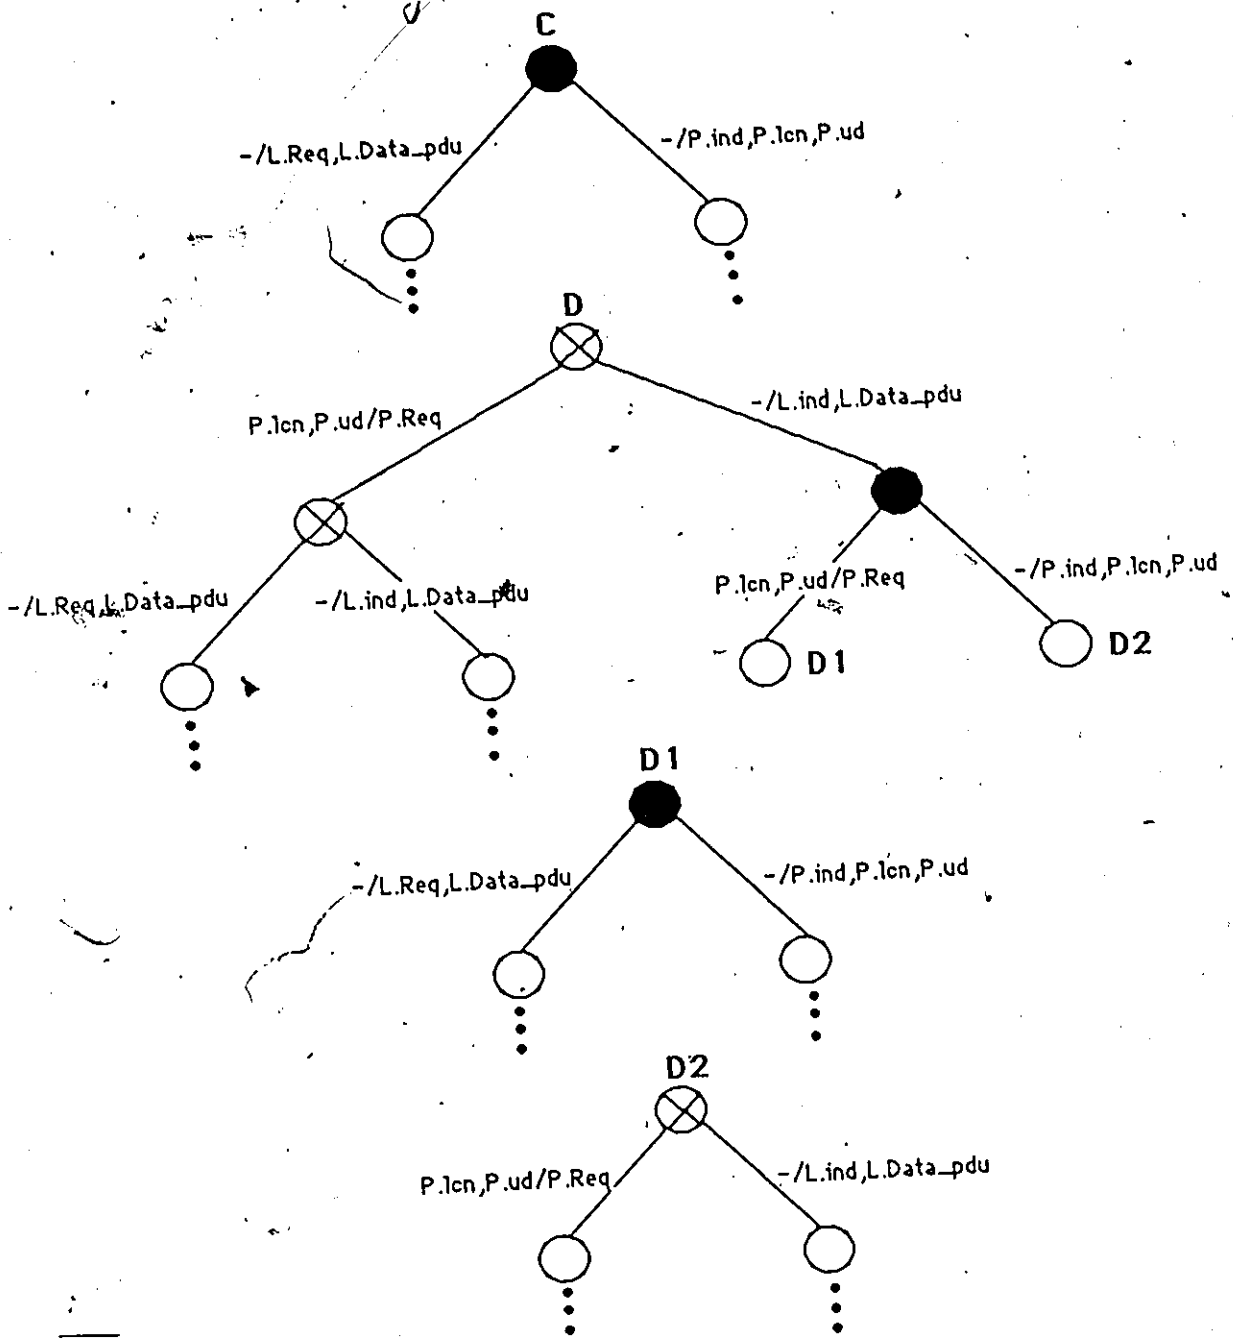 C
-/L.Req,L.Data_pdu
-/P.ind,P.lcn,P.ud
D
P.lcn,P.ud/P.Req
-/L.ind,L.Data_pdu
-/L.Req,L.Data_pdu
-/L.ind,L.Data_pdu
P.lcn,P.ud/P.Req
-/P.ind,P.lcn,P.ud
D1
D2
D1
-/L.Req,L.Data_pdu
-/P.ind,P.lcn,P.ud
D2
P.lcn,P.ud/P.Req
-/L.ind,L.Data_pdu